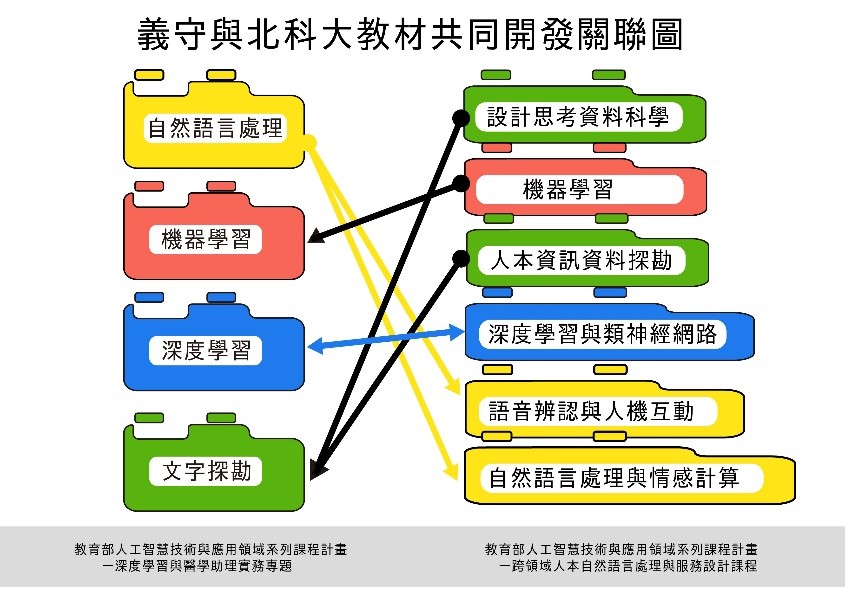 義守與北科大教材共同開發關聯圖
自然語言處理
機器學習
深度學習
文字探勘
設計思考資料科學
機器學習
人本資訊資料探勘
深度學習與類神經網路
語音辨認與人機互動
自然語言處理與情感計算
教育部人工智慧技術與應用領域系列課程計畫
—深度學習與醫學助理實務專題
教育部人工智慧技術與應用領域系列課程計畫
—跨領域人本自然語言處理與服務設計課程